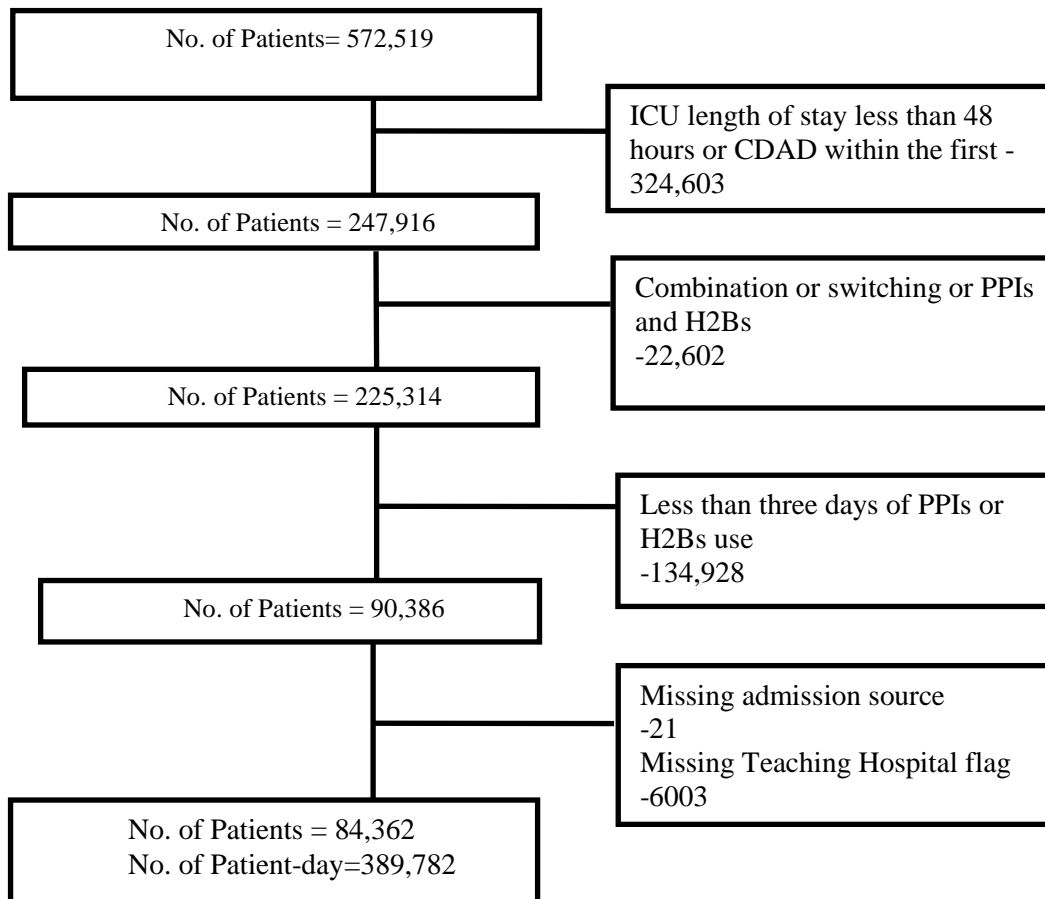 No. of Patients= 572,519
ICU length of stay less than 48
hours or CDAD within the first -
324,603
No. of Patients = 247,916
Combination or switching or PPIs
and H2Bs
-22,602
No. of Patients = 225,314
Less than three days of PPIs or
H2Bs use
-134,928
No. of Patients = 90,386
Missing admission source
-21
Missing Teaching Hospital flag
-6003
No. of Patients = 84,362
No. of Patient-day=389,782